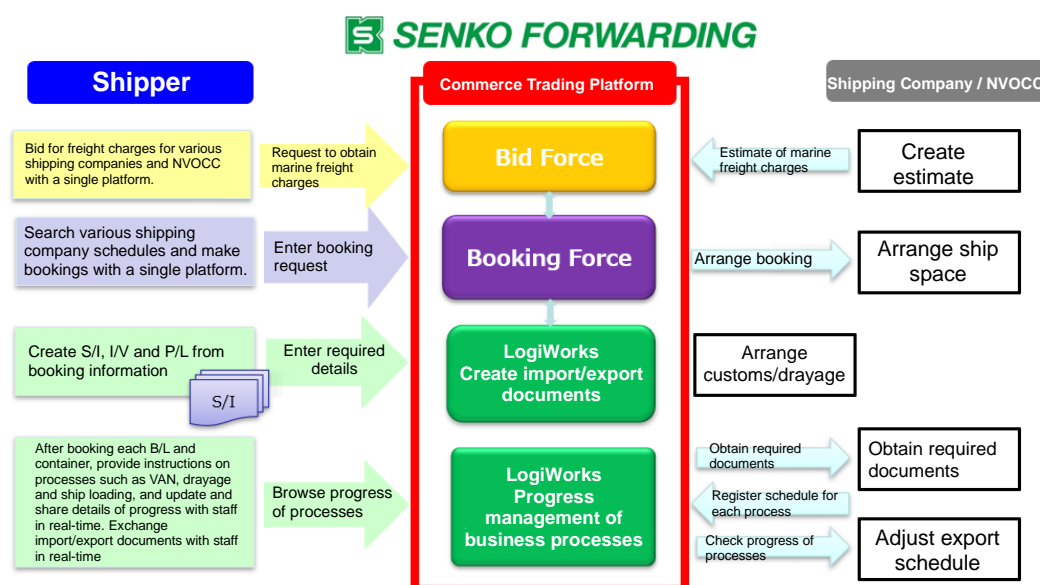 S SENKO FORWARDING
Shipper
Commerce Trading Platform
Shipping Company / NVOCC
Bid for freight charges for various
shipping companies and NVOCC
with a single platform.
Request to obtain
marine freight
charges
Bid Force
Estimate of marine
freight charges
Create
estimate
Search various shipping
company schedules and make
bookings with a single platform.
Enter booking
request
Booking Force
Arrange booking
Arrange ship
space
Create S/I, I/V and P/L from
booking information
S/I
Enter required
details
LogiWorks
Create import/export
documents
Arrange
customs/drayage
After booking each B/L and
container, provide instructions on
processes such as VAN, drayage
and ship loading, and update and
share details of progress with staff
in real-time. Exchange
import/export documents with staff
in real-time
Browse progress
of processes
LogiWorks
Progress
management of
business processes
Obtain required
documents
Obtain required
documents
Register schedule for
each process
Check progress of
processes
Adjust export
schedule